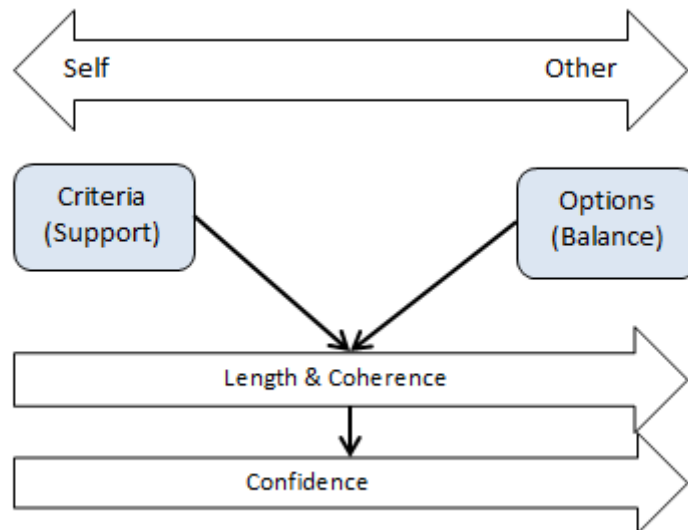 Self
Other
Criteria
(Support)
Options
(Balance)
Length & Coherence
Confidence